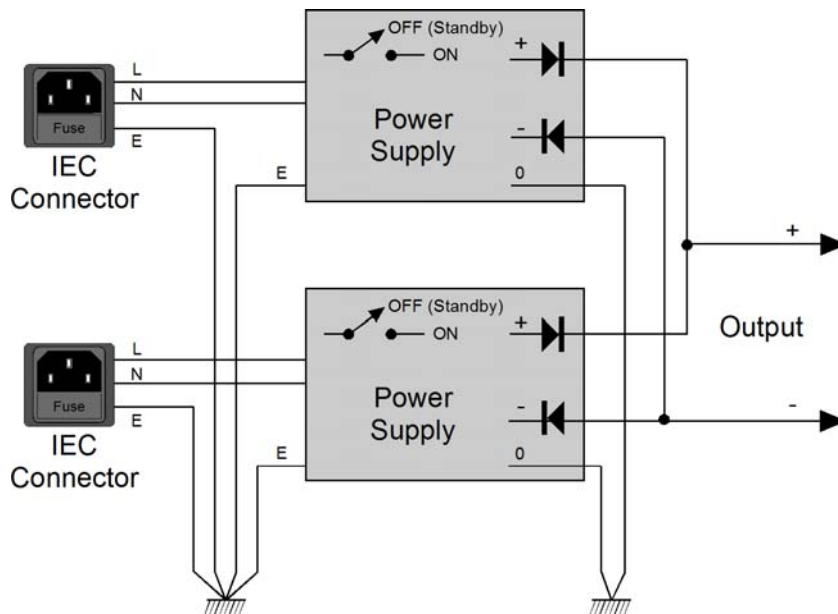 OFF (Standby)
ON
L
N
E
Fuse
IEC
Connector
Power
Supply
+
-
0
E
+
Output
-
OFF (Standby)
ON
L
N
E
Fuse
IEC
Connector
Power
Supply
+
-
0
E